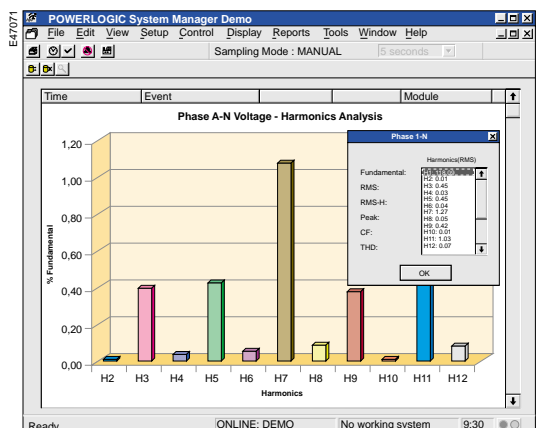 E47071
POWERLOGIC System Manager Demo
File Edit View Setup Control Display Reports Tools Window Help
Sampling Mode : MANUAL 5 seconds
Time Event Module
Phase A-N Voltage - Harmonics Analysis
Phase 1-N
Harmonics(RMS)
Fundamental:
RMS:
RMS-H:
Peak:
CF:
THD:
H2: 0.01
H3: 0.45
H4: 0.03
H5: 0.45
H6: 0.04
H7: 1.27
H8: 0.05
H9: 0.42
H10: 0.01
H11: 1.03
H12: 0.07
OK
% Fundamental
1,20
1,00
0,80
0,60
0,40
0,20
0,00
H2 H3 H4 H5 H6 H7 H8 H9 H10 H11 H12
Harmonics
Ready ONLINE: DEMO No working system 9:30